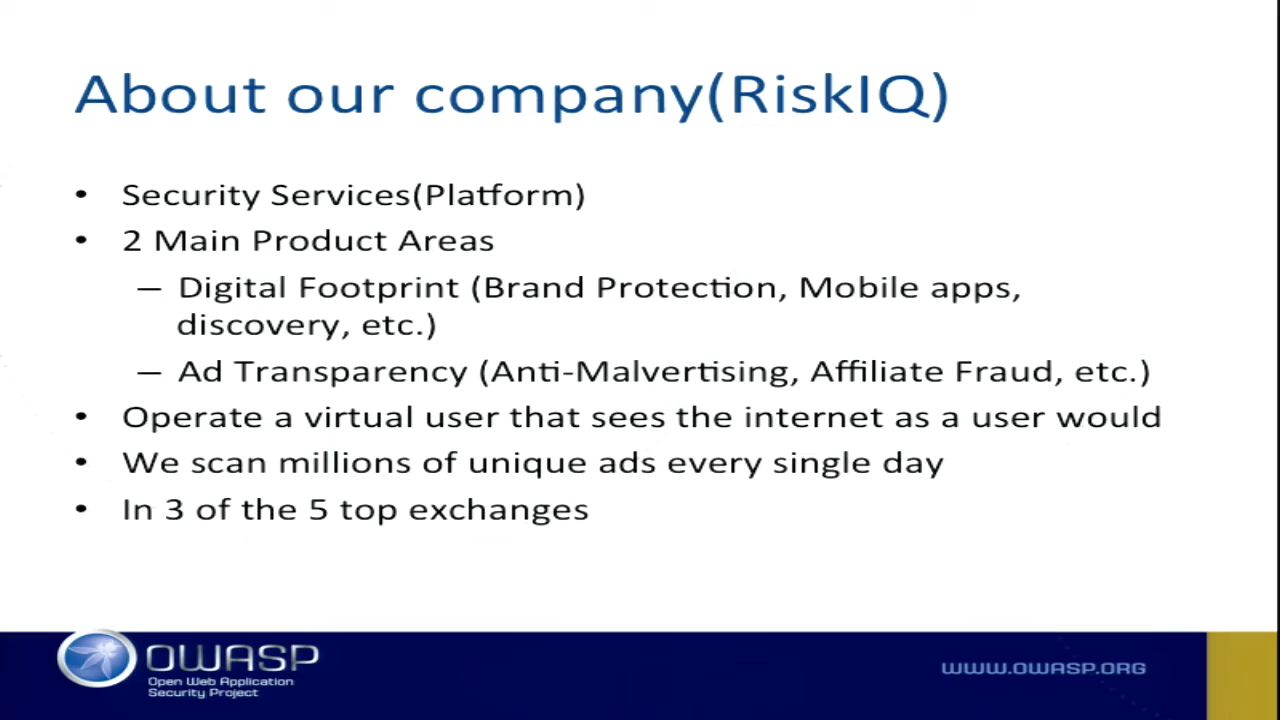 About our company(RiskIQ)
• Security Services(Platform)
• 2 Main Product Areas
– Digital Footprint (Brand Protection, Mobile apps,
discovery, etc.)
– Ad Transparency (Anti-Malvertising, Affiliate Fraud, etc.)
• Operate a virtual user that sees the internet as a user would
• We scan millions of unique ads every single day
• In 3 of the 5 top exchanges
OWASP
Open Web Application
Security Project
WWW.OWASP.ORG